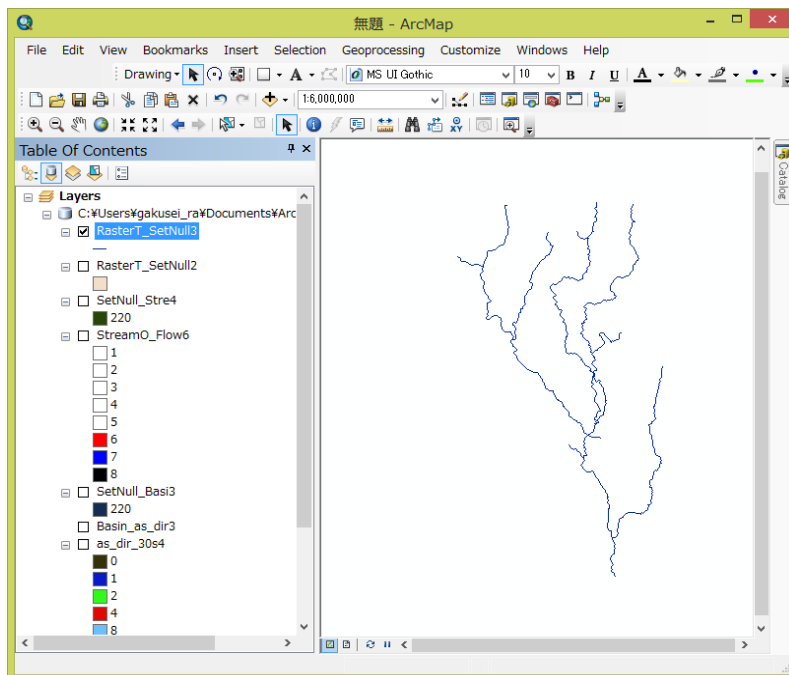 無題 - ArcMap
File Edit View Bookmarks Insert Selection Geoprocessing Customize Windows Help
Drawing A MS UI Gothic 10 B I U A
1:6,000,000
XY
Table Of Contents
Catalog
Layers
C:¥Users¥gakusei_ra¥Documents¥Arc
RasterT_SetNull3
RasterT_SetNull2
SetNull_Stre4
220
StreamO_Flow6
1
2
3
4
5
6
7
8
SetNull_Basi3
220
Basin_as_dir3
as_dir_30s4
0
1
2
4
8